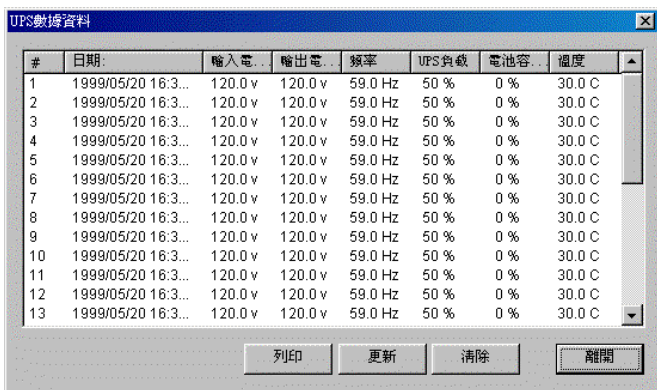 UPS數據資料
# 日期: 輸入電... 輸出電... 頻率 UPS負載 電池容... 溫度
1 1999/05/20 16:3... 120.0 v 120.0 v 59.0 Hz 50 % 0 % 30.0 C
2 1999/05/20 16:3... 120.0 v 120.0 v 59.0 Hz 50 % 0 % 30.0 C
3 1999/05/20 16:3... 120.0 v 120.0 v 59.0 Hz 50 % 0 % 30.0 C
4 1999/05/20 16:3... 120.0 v 120.0 v 59.0 Hz 50 % 0 % 30.0 C
5 1999/05/20 16:3... 120.0 v 120.0 v 59.0 Hz 50 % 0 % 30.0 C
6 1999/05/20 16:3... 120.0 v 120.0 v 59.0 Hz 50 % 0 % 30.0 C
7 1999/05/20 16:3... 120.0 v 120.0 v 59.0 Hz 50 % 0 % 30.0 C
8 1999/05/20 16:3... 120.0 v 120.0 v 59.0 Hz 50 % 0 % 30.0 C
9 1999/05/20 16:3... 120.0 v 120.0 v 59.0 Hz 50 % 0 % 30.0 C
10 1999/05/20 16:3... 120.0 v 120.0 v 59.0 Hz 50 % 0 % 30.0 C
11 1999/05/20 16:3... 120.0 v 120.0 v 59.0 Hz 50 % 0 % 30.0 C
12 1999/05/20 16:3... 120.0 v 120.0 v 59.0 Hz 50 % 0 % 30.0 C
13 1999/05/20 16:3... 120.0 v 120.0 v 59.0 Hz 50 % 0 % 30.0 C
列印 更新 清除 離開